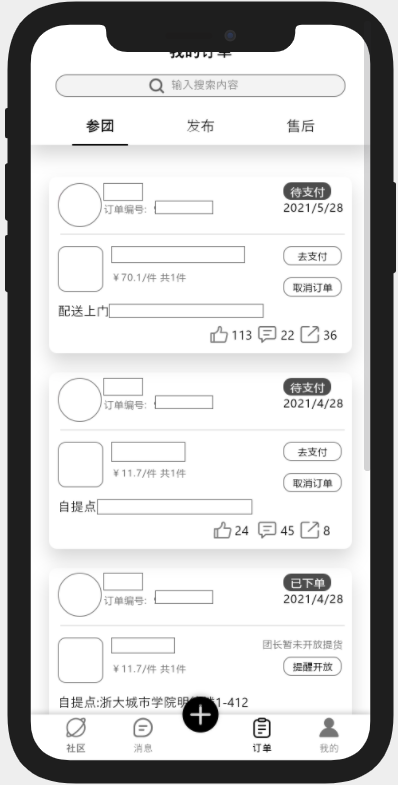 我的订单
输入搜索内容
参团 发布 售后
待支付
订单编号: 2021/5/28
去支付
￥70.1/件 共1件
取消订单
配送上门
113 22 36
待支付
订单编号: 2021/4/28
去支付
￥11.7/件 共1件
取消订单
自提点
24 45 8
已下单
订单编号: 2021/4/28
团长暂未开放提货
￥11.7/件 共1件 提醒开放
自提点:浙大城市学院明 1-412
社区 消息 订单 我的